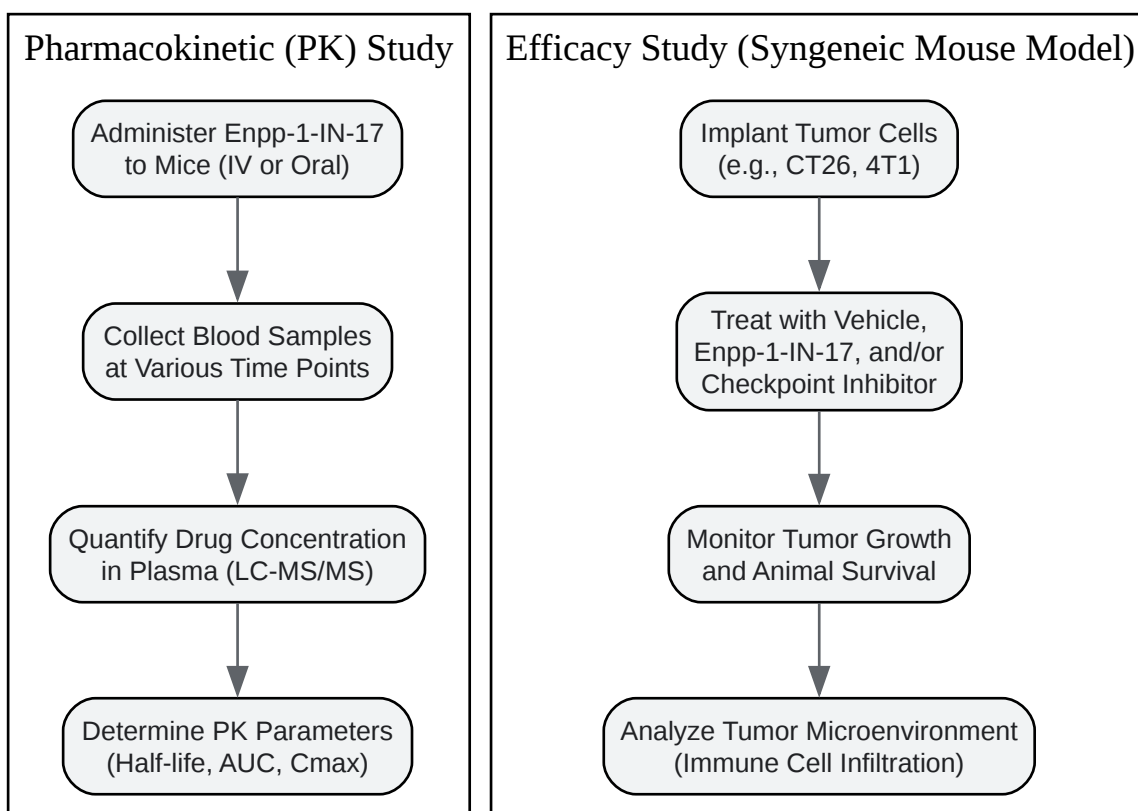 Pharmacokinetic (PK) Study
Administer Enpp-1-IN-17
to Mice (IV or Oral)
Collect Blood Samples
at Various Time Points
Quantify Drug Concentration
in Plasma (LC-MS/MS)
Determine PK Parameters
(Half-life, AUC, Cmax)
Efficacy Study (Syngeneic Mouse Model)
Implant Tumor Cells
(e.g., CT26, 4T1)
Treat with Vehicle,
Enpp-1-IN-17, and/or
Checkpoint Inhibitor
Monitor Tumor Growth
and Animal Survival
Analyze Tumor Microenvironment
(Immune Cell Infiltration)